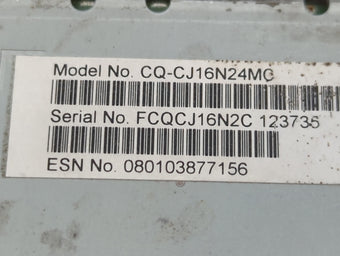 Model No. CQ-CJ16N24MC
Serial No. FCQCJ16N2C 123735
ESN No. 080103877156